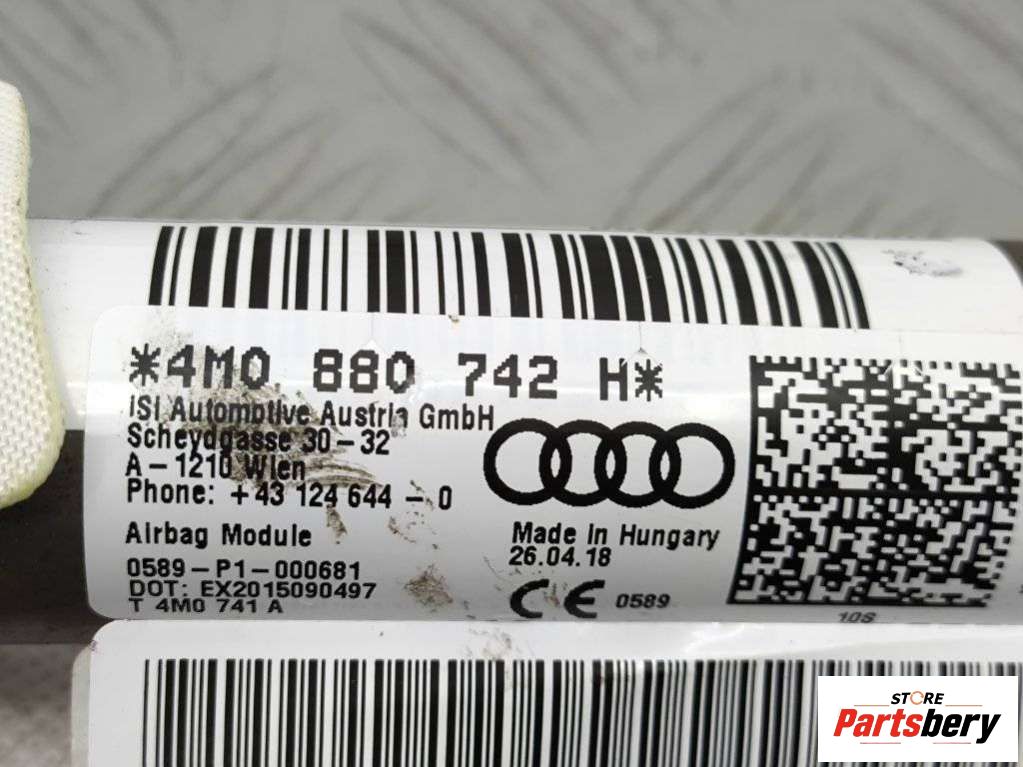 *4M0 880 742 H*
ISI Automotive Austria GmbH
Scheydgasse 30-32
A-1210 Wien
Phone: +43 124 644-0
Airbag Module
Made In Hungary
26.04.18
0589-P1-000681
DOT: EX2015090497
T 4M0 741 A
CE 0589
10S
STORE
Partsbery